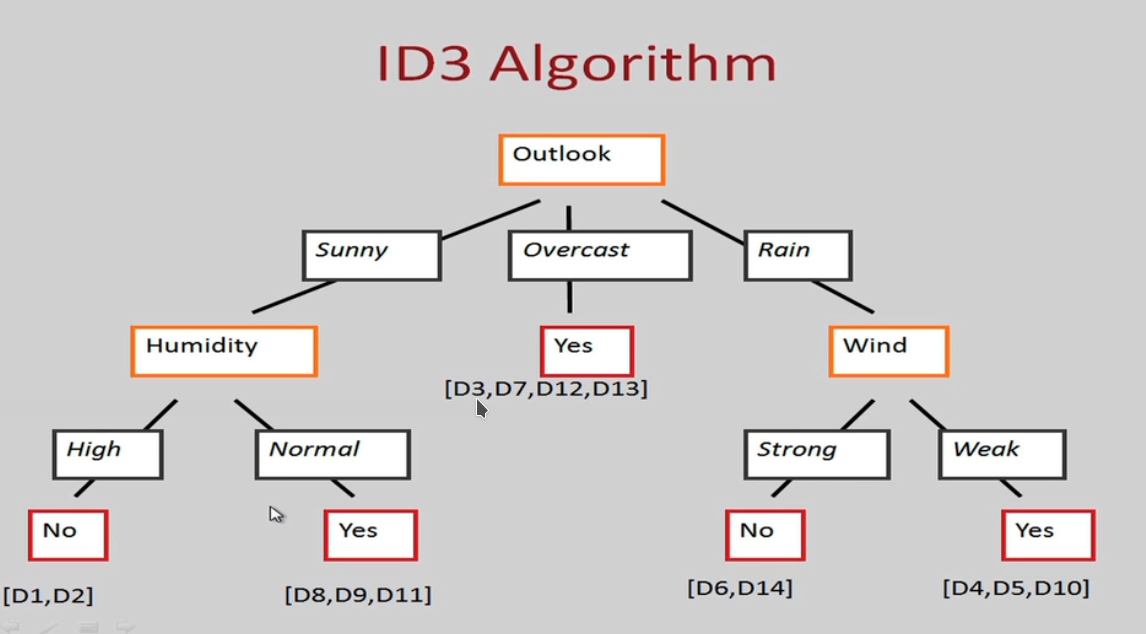 ID3 Algorithm
Outlook
Sunny
Overcast
Rain
Humidity
Yes
Wind
[D3,D7,D12,D13]
High
Normal
Strong
Weak
No
Yes
No
Yes
[D1,D2]
[D8,D9,D11]
[D6,D14]
[D4,D5,D10]